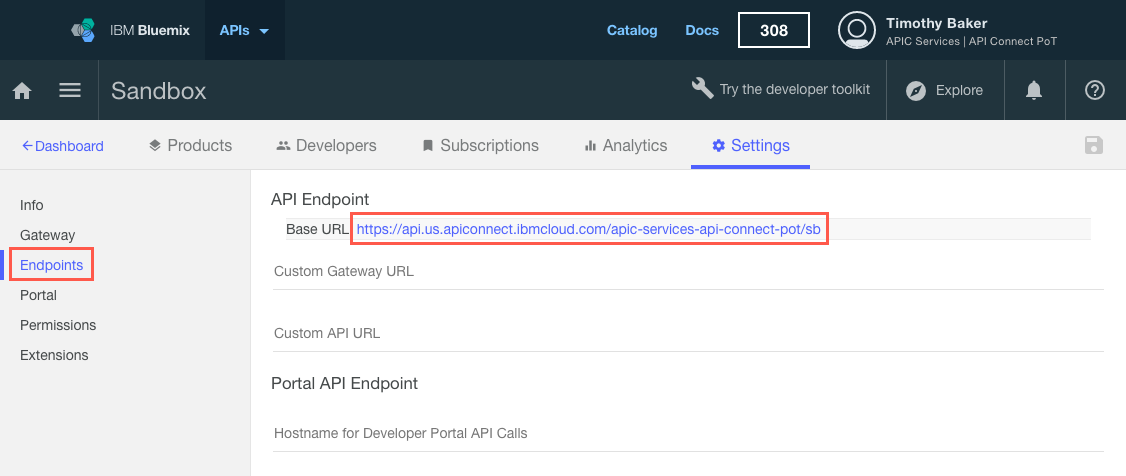 IBM Bluemix APIs Catalog Docs 308 Timothy Baker
APIC Services | API Connect PoT
Sandbox Try the developer toolkit Explore
Dashboard Products Developers Subscriptions Analytics Settings
Info
Gateway
Endpoints
Portal
Permissions
Extensions
API Endpoint
Base URL https://api.us.apiconnect.ibmcloud.com/apic-services-api-connect-pot/sb
Custom Gateway URL
Custom API URL
Portal API Endpoint
Hostname for Developer Portal API Calls